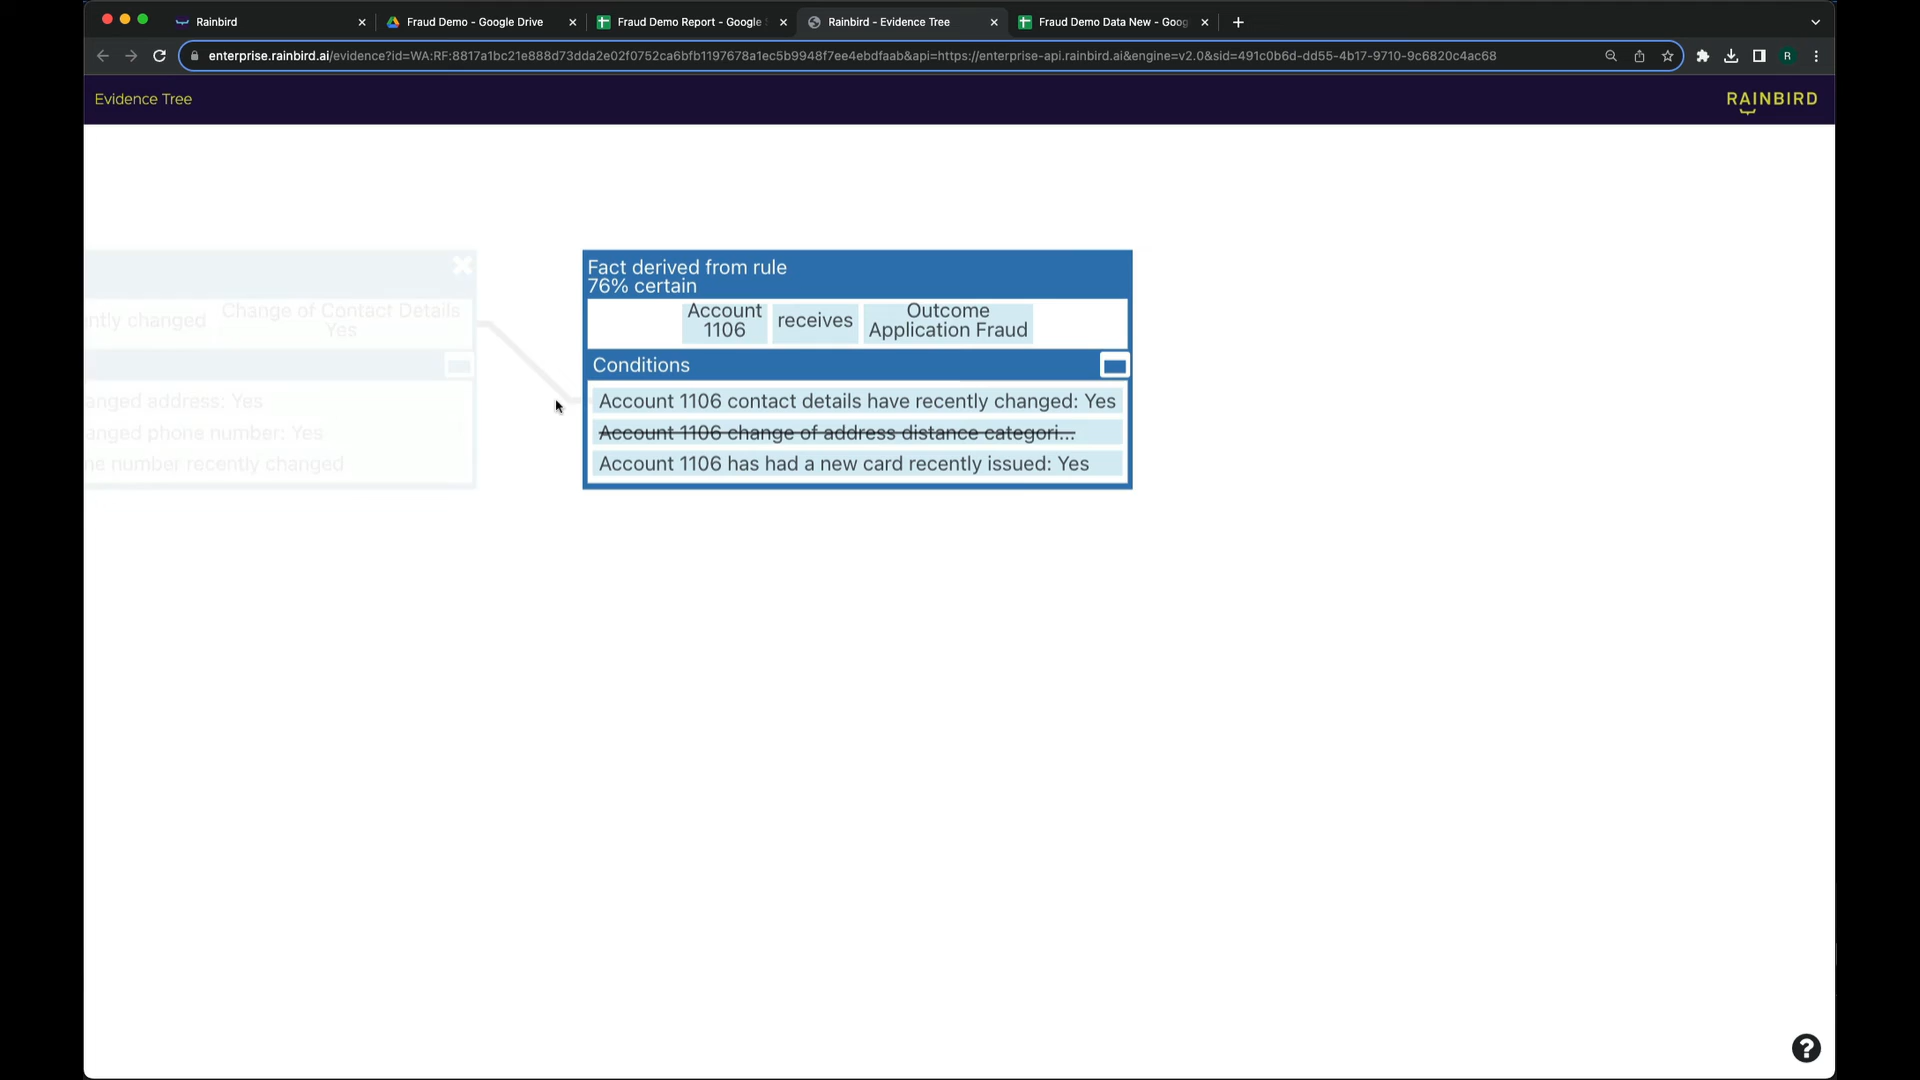 Rainbird
Fraud Demo - Google Drive
Fraud Demo Report - Google
Rainbird - Evidence Tree
Fraud Demo Data New - Goog
enterprise.rainbird.ai/evidence?id=WA:RF:8817a1bc21e888d73dda2e02f0752ca6bfb1197678a1ec5b9948f7ee4ebdfaab&api=https://enterprise-api.rainbird.ai&engine=v2.0&sid=491c0b6d-dd55-4b17-9710-9c6820c4ac68
R
Evidence Tree
RAINBIRD
ntly changed
Change of Contact Details
Yes
anged address: Yes
anged phone number: Yes
ne number recently changed
Fact derived from rule
76% certain
Account
1106
receives
Outcome
Application Fraud
Conditions
Account 1106 contact details have recently changed: Yes
Account 1106 change of address distance categori...
Account 1106 has had a new card recently issued: Yes
?